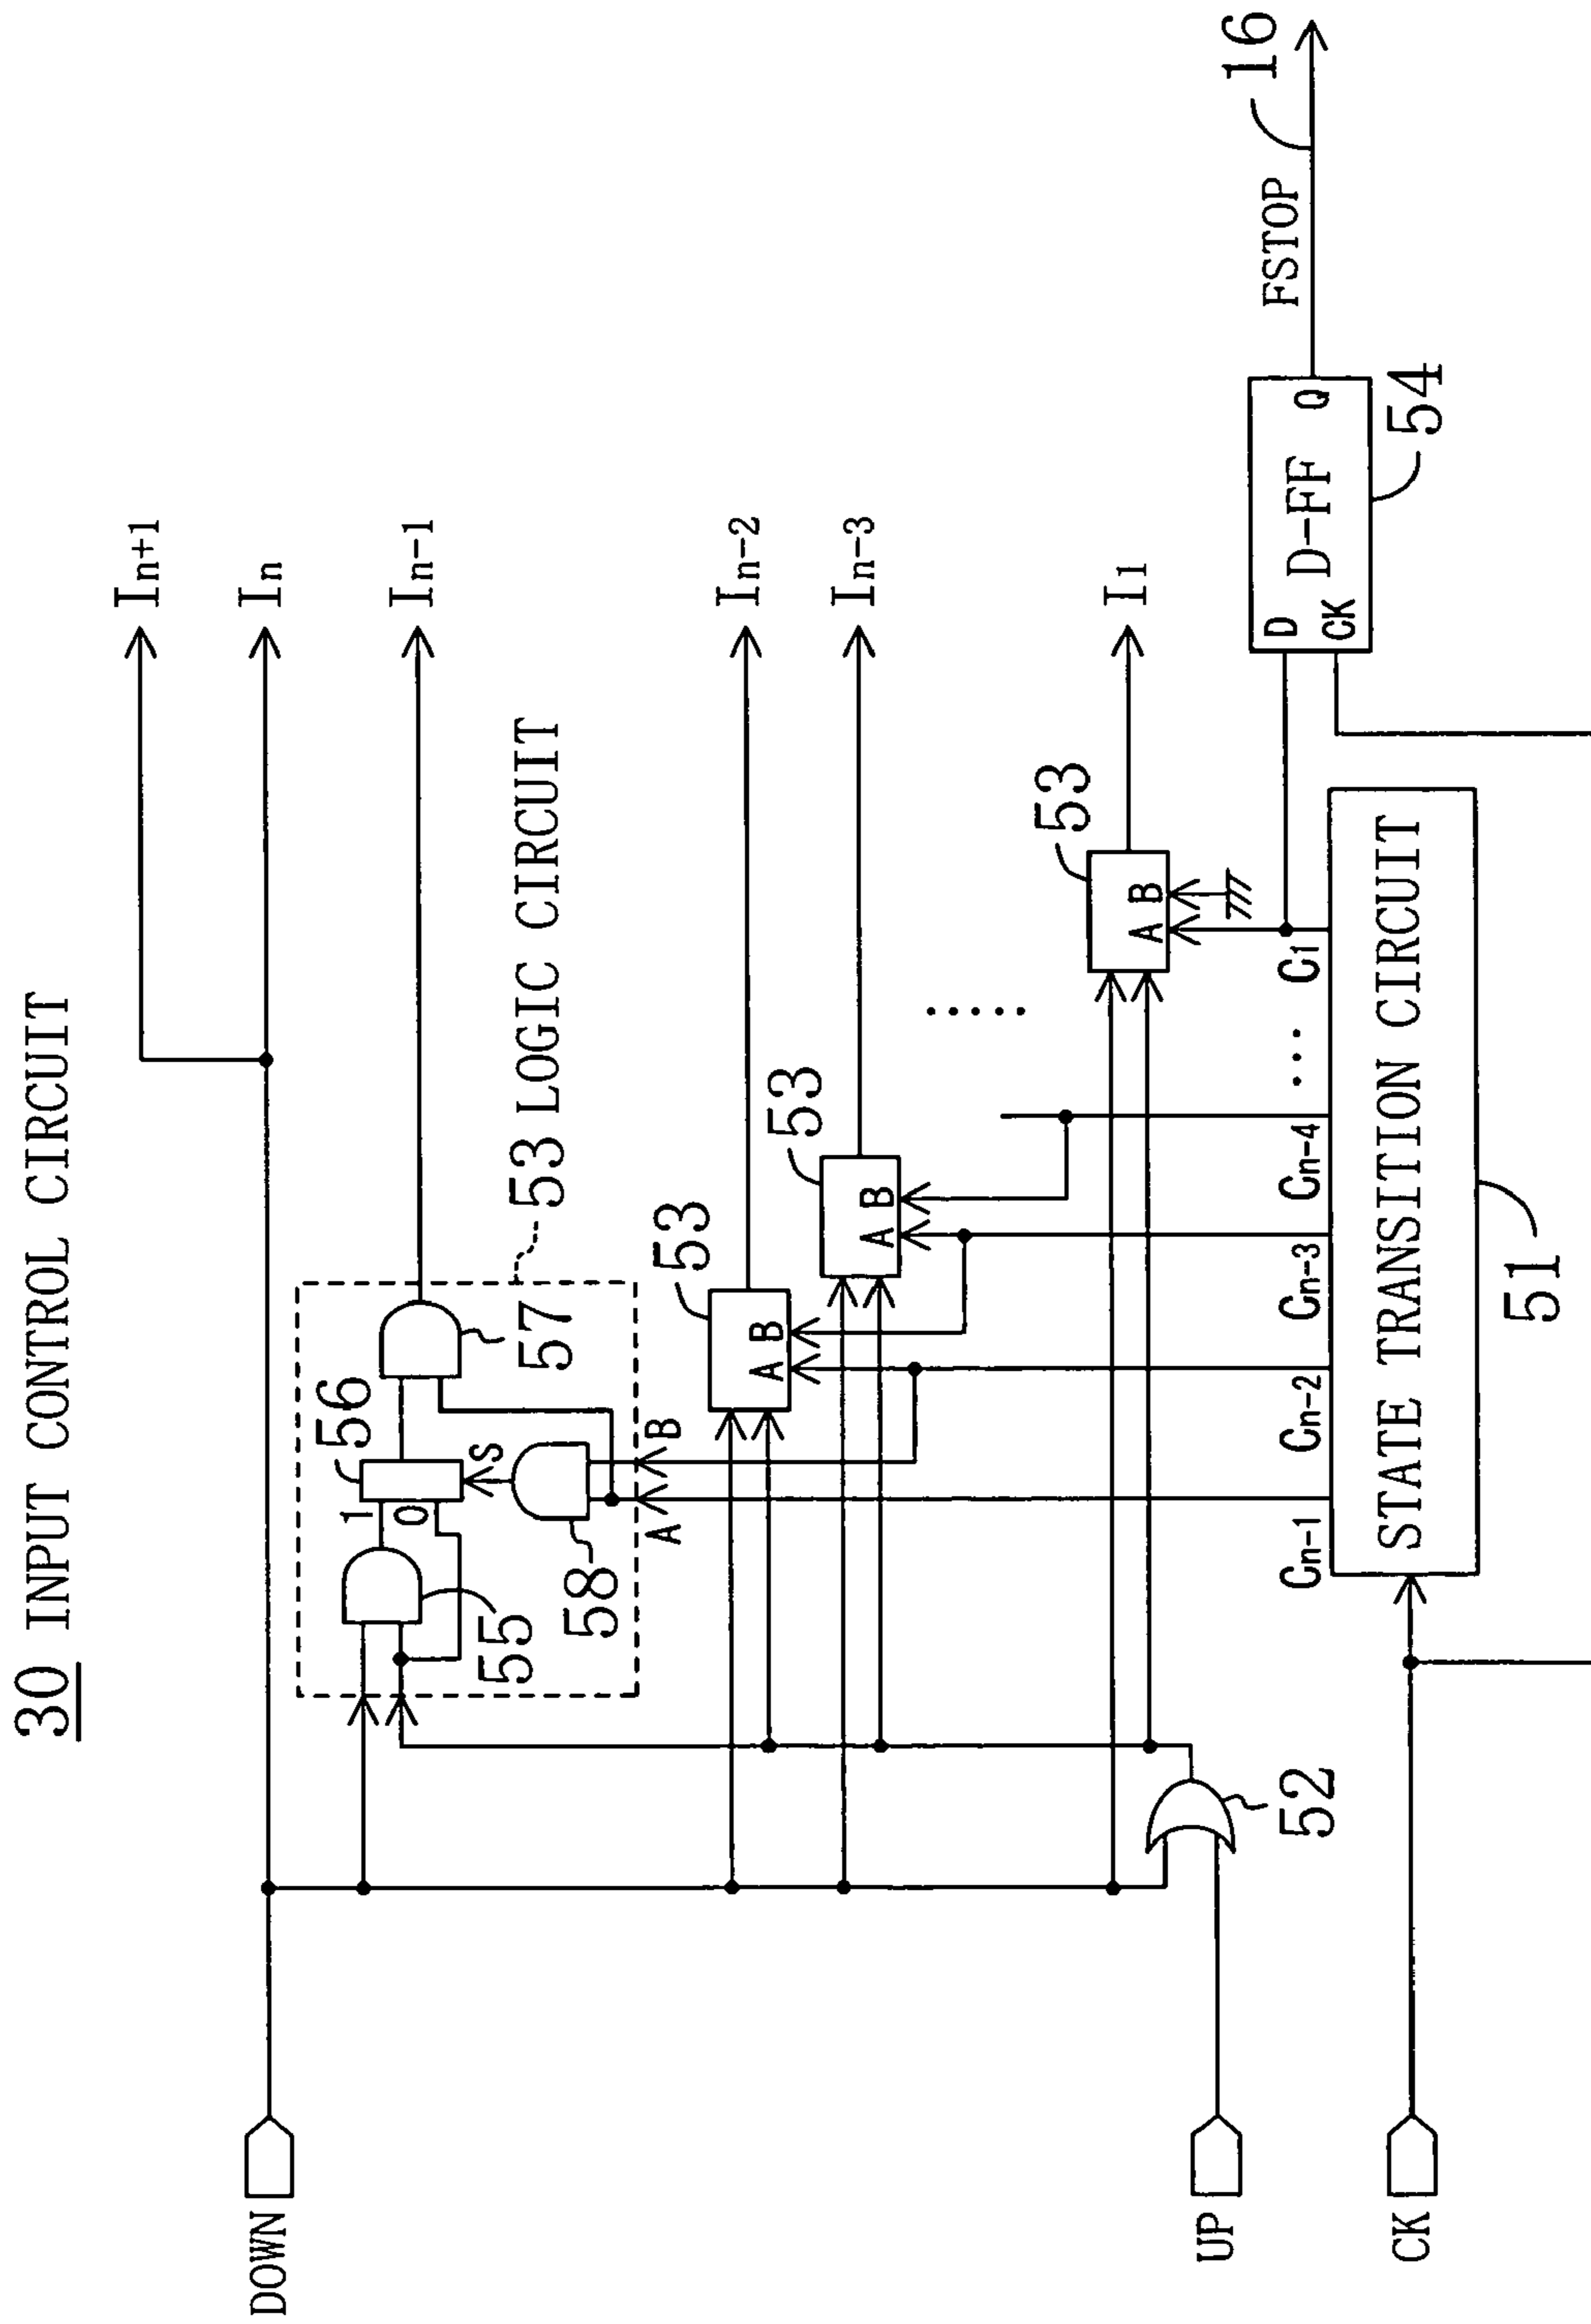 30 INPUT CONTROL CIRCUIT
In+1
In
In-1
53 LOGIC CIRCUIT
56
57
1
0
S
55
58
A
B
53
A B
In-2
53
A B
In-3
.....
53
A B
I1
DOWN
UP
52
CK
Cn-1
Cn-2
Cn-3
Cn-4
...
C1
STATE TRANSITION CIRCUIT
51
D
CK
D-FF
Q
54
FSTOP
16